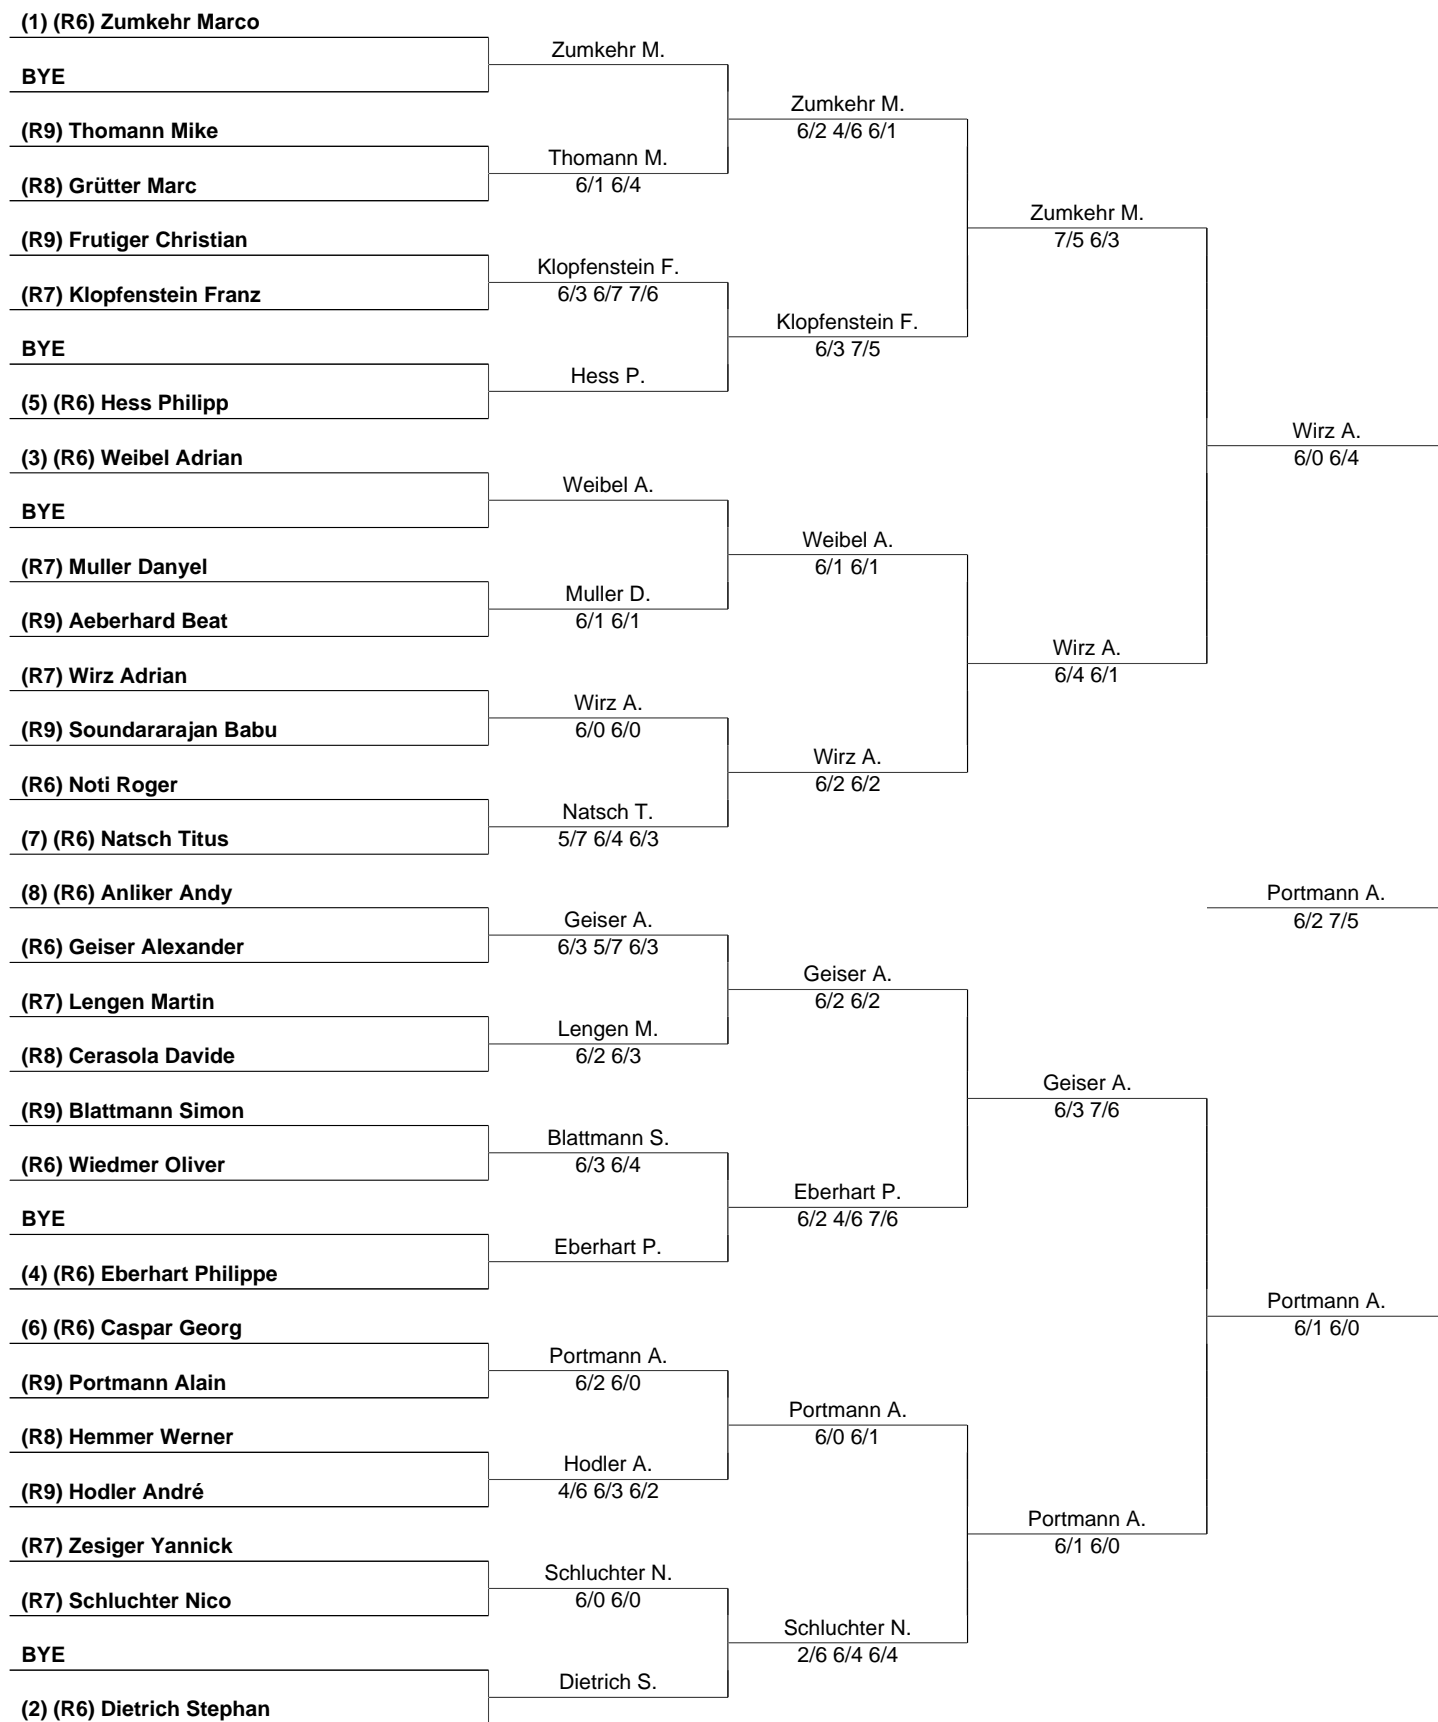 (1) (R6) Zumkehr Marco
BYE
(R9) Thomann Mike
(R8) Grütter Marc
(R9) Frutiger Christian
(R7) Klopfenstein Franz
BYE
(5) (R6) Hess Philipp
(3) (R6) Weibel Adrian
BYE
(R7) Muller Danyel
(R9) Aeberhard Beat
(R7) Wirz Adrian
(R9) Soundararajan Babu
(R6) Noti Roger
(7) (R6) Natsch Titus
(8) (R6) Anliker Andy
(R6) Geiser Alexander
(R7) Lengen Martin
(R8) Cerasola Davide
(R9) Blattmann Simon
(R6) Wiedmer Oliver
BYE
(4) (R6) Eberhart Philippe
(6) (R6) Caspar Georg
(R9) Portmann Alain
(R8) Hemmer Werner
(R9) Hodler André
(R7) Zesiger Yannick
(R7) Schluchter Nico
BYE
(2) (R6) Dietrich Stephan
Zumkehr M.
Thomann M.
6/1 6/4
Klopfenstein F.
6/3 6/7 7/6
Hess P.
Weibel A.
Muller D.
6/1 6/1
Wirz A.
6/0 6/0
Natsch T.
5/7 6/4 6/3
Geiser A.
6/3 5/7 6/3
Lengen M.
6/2 6/3
Blattmann S.
6/3 6/4
Eberhart P.
Portmann A.
6/2 6/0
Hodler A.
4/6 6/3 6/2
Schluchter N.
6/0 6/0
Dietrich S.
Zumkehr M.
6/2 4/6 6/1
Klopfenstein F.
6/3 7/5
Weibel A.
6/1 6/1
Wirz A.
6/2 6/2
Geiser A.
6/2 6/2
Eberhart P.
6/2 4/6 7/6
Portmann A.
6/0 6/1
Schluchter N.
2/6 6/4 6/4
Zumkehr M.
7/5 6/3
Wirz A.
6/4 6/1
Geiser A.
6/3 7/6
Portmann A.
6/1 6/0
Wirz A.
6/0 6/4
Portmann A.
6/2 7/5
Portmann A.
6/1 6/0